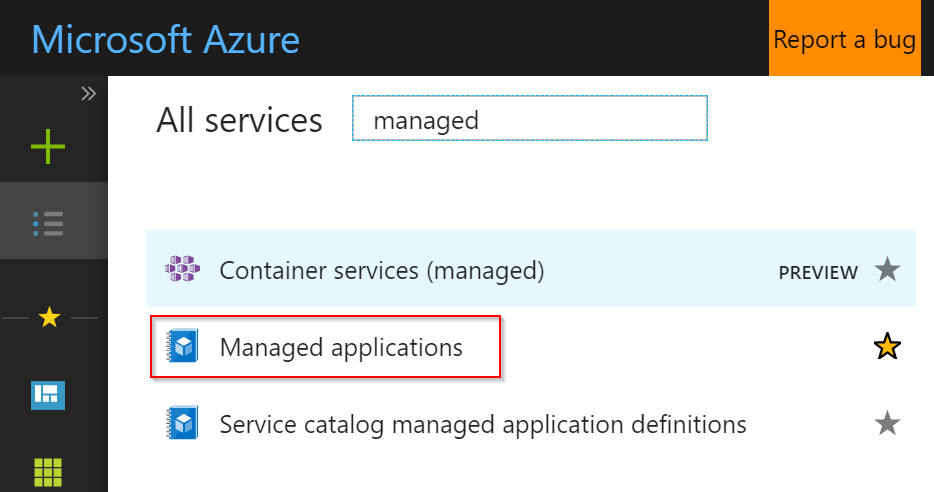 Microsoft Azure
Report a bug
All services
managed
Container services (managed)
PREVIEW
Managed applications
Service catalog managed application definitions